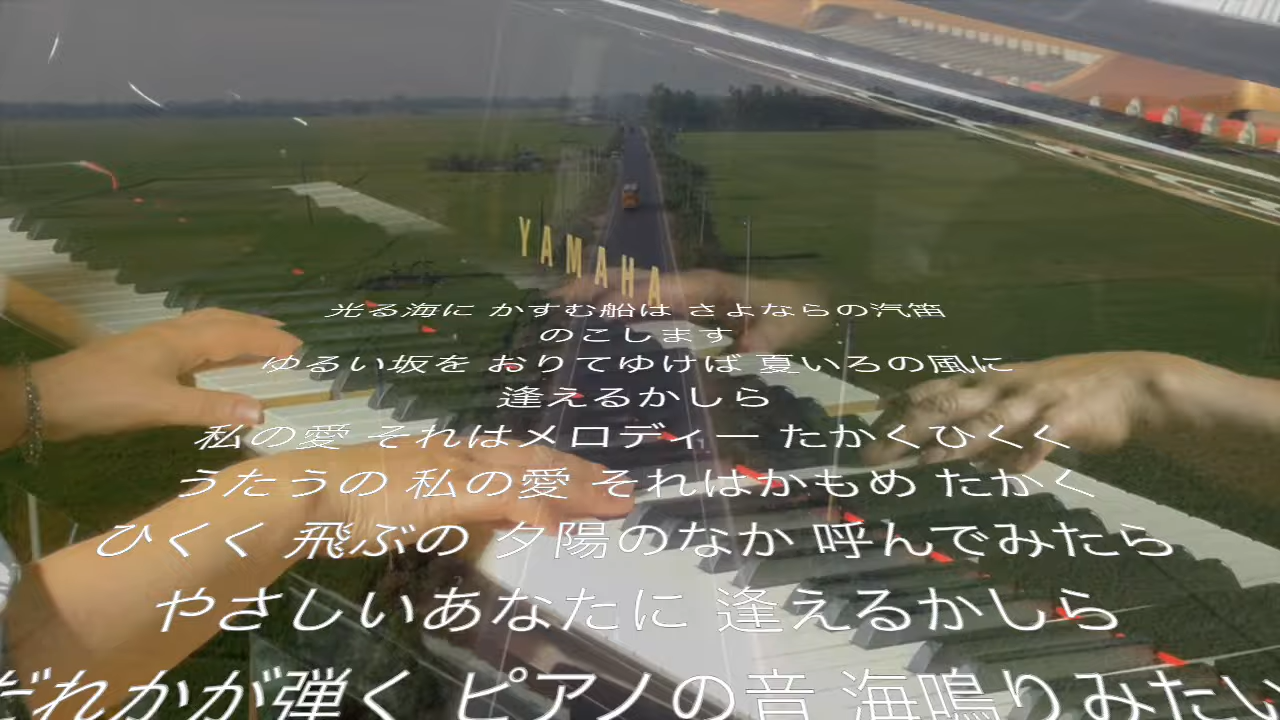 YAMAHA
光る海に かすむ船は さよならの汽笛
のこします
ゆるい坂を おりてゆけば 夏いろの風に
逢えるかしら
私の愛 それはメロディー たかくひくく
うたうの 私の愛 それはかもめ たかく
ひくく 飛ぶの 夕陽のなか 呼んでみたら
やさしいあなたに 逢えるかしら
だれかが弾く ピアノの音 海鳴りみたい